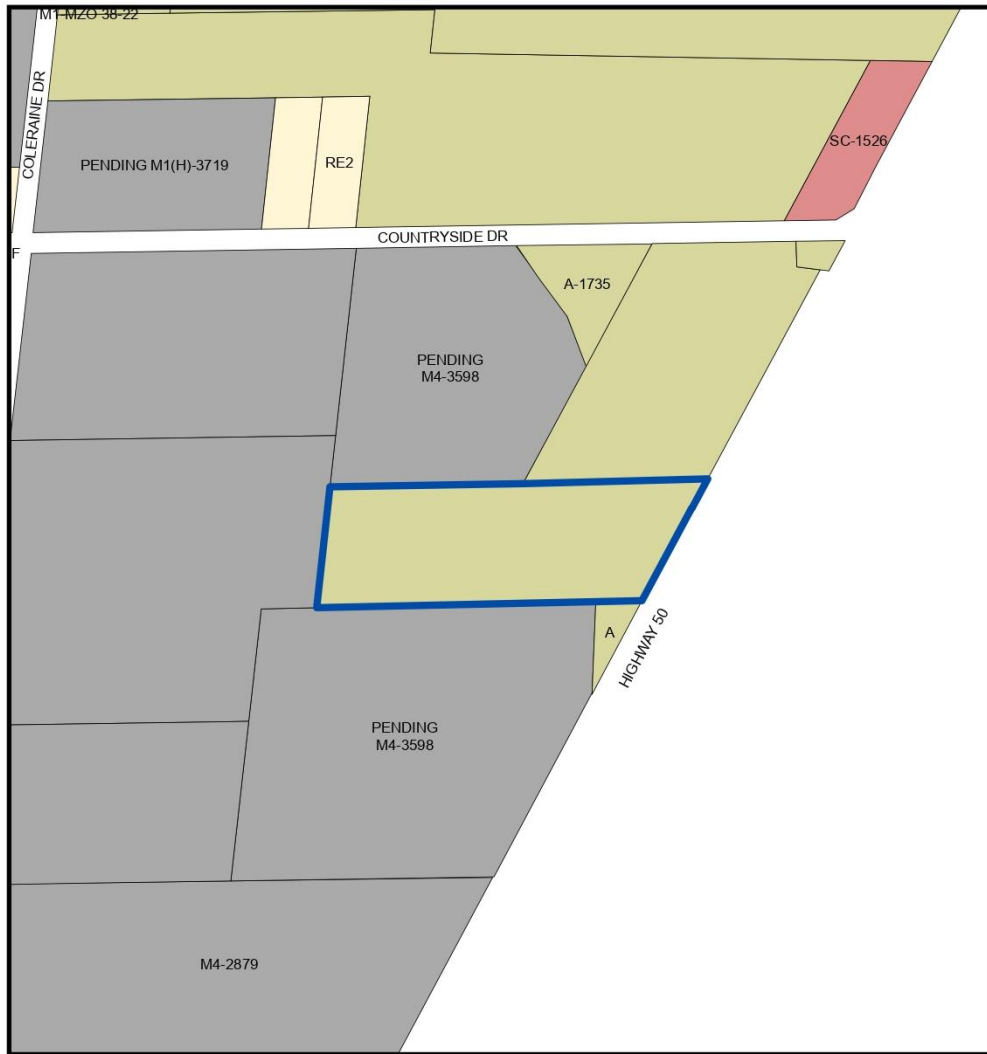 M1-MZO 38-22
COLERAINE DR
PENDING M1(H)-3719
RE2
SC-1526
COUNTRYSIDE DR
F
A-1735
PENDING
M4-3598
A
HIGHWAY 50
PENDING
M4-3598
M4-2879